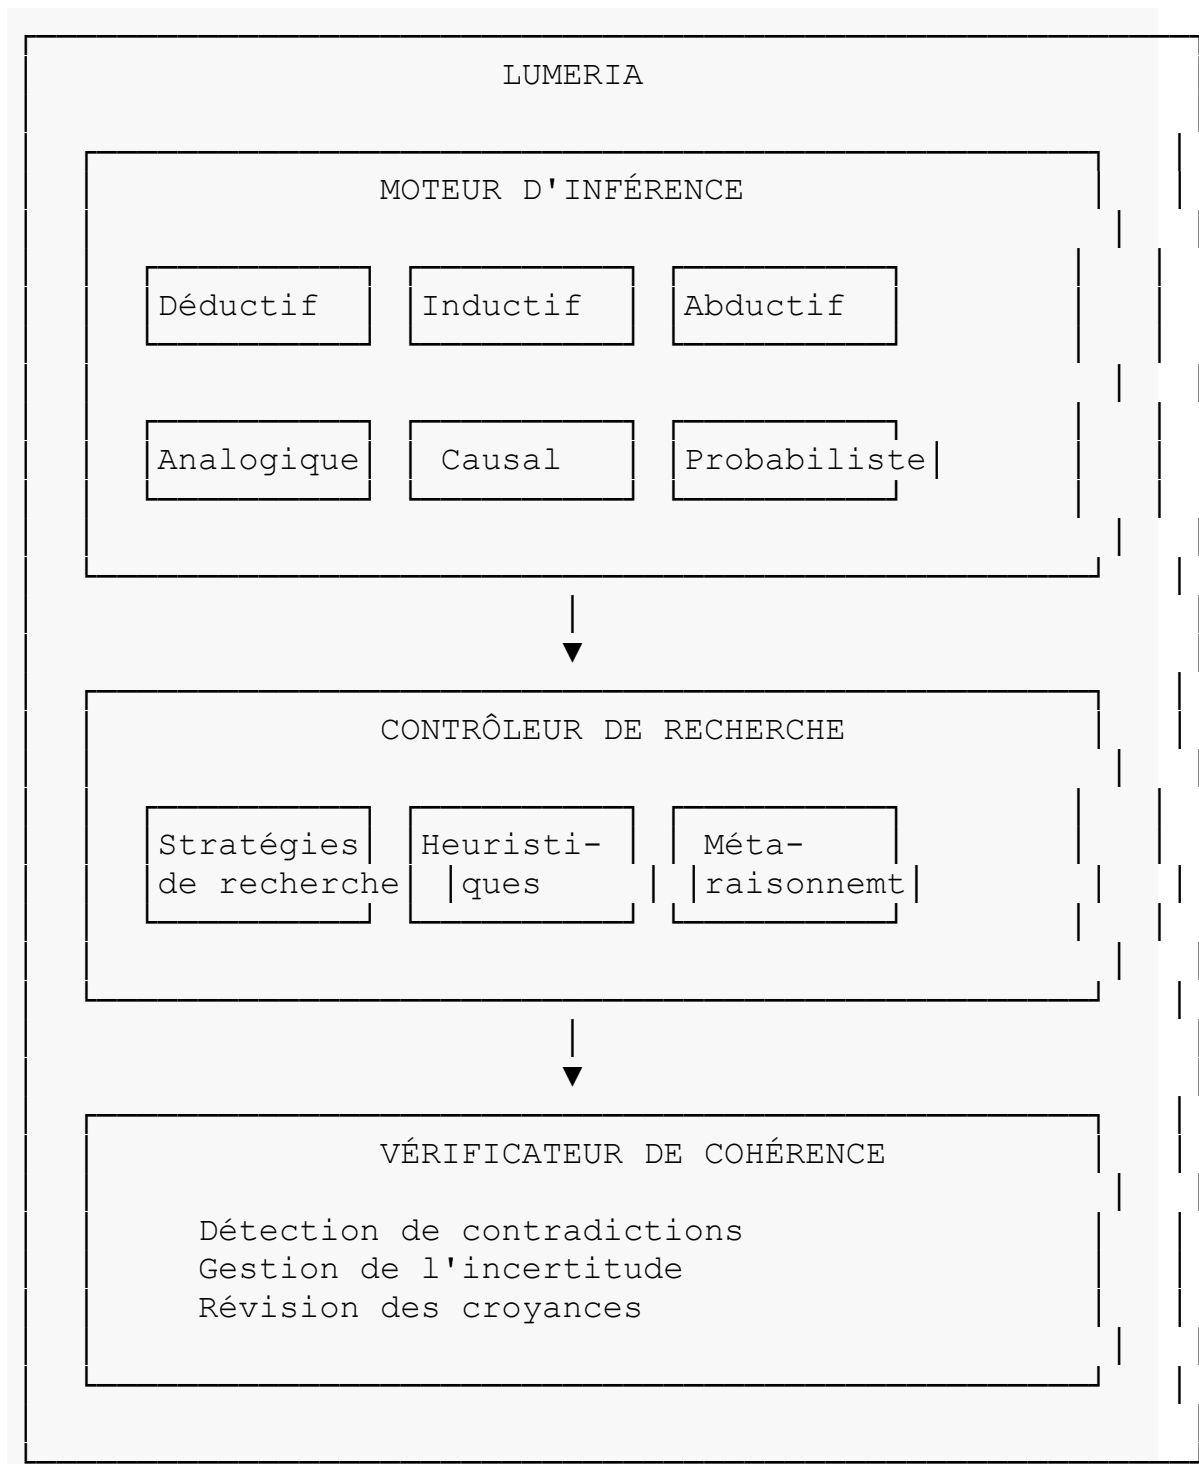 LUMERIA
MOTEUR D'INFÉRENCE
Déductif Inductif Abductif
Analogique Causal Probabiliste
CONTRÔLEUR DE RECHERCHE
Stratégies Heuristi- Méta-
de recherche ques raisonnemt
VÉRIFICATEUR DE COHÉRENCE
Détection de contradictions
Gestion de l'incertitude
Révision des croyances